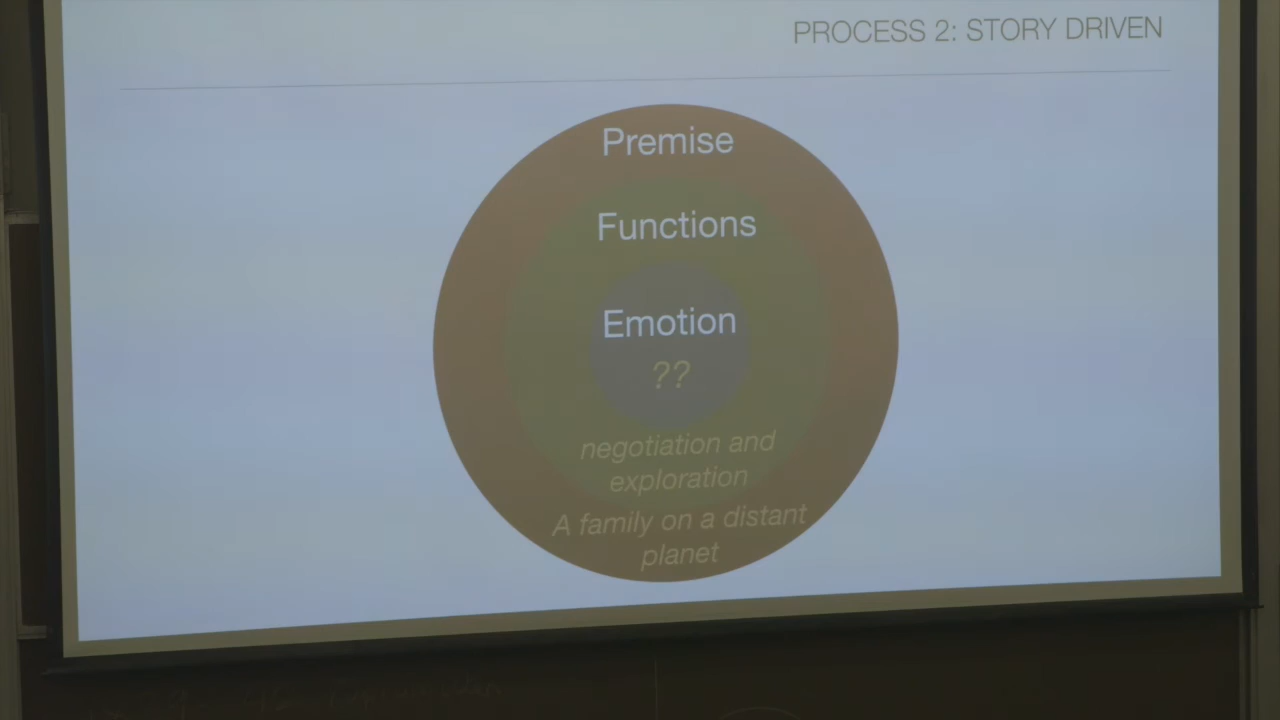 PROCESS 2: STORY DRIVEN
Premise
Functions
Emotion
??
negotiation and
exploration
A family on a distant
planet